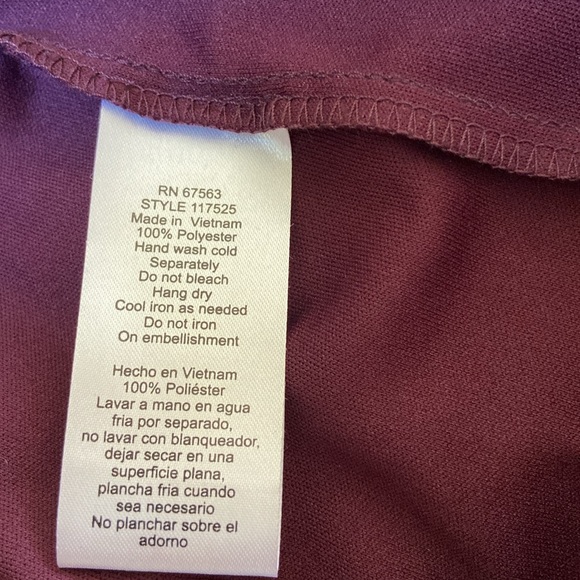 RN 67563
STYLE 117525
Made in Vietnam
100% Polyester
Hand wash cold
Separately
Do not bleach
Hang dry
Cool iron as needed
Do not iron
On embellishment
Hecho en Vietnam
100% Poliéster
Lavar a mano en agua
fria por separado,
no lavar con blanqueador,
dejar secar en una
superficie plana,
plancha fria cuando
sea necesario
No planchar sobre el
adorno